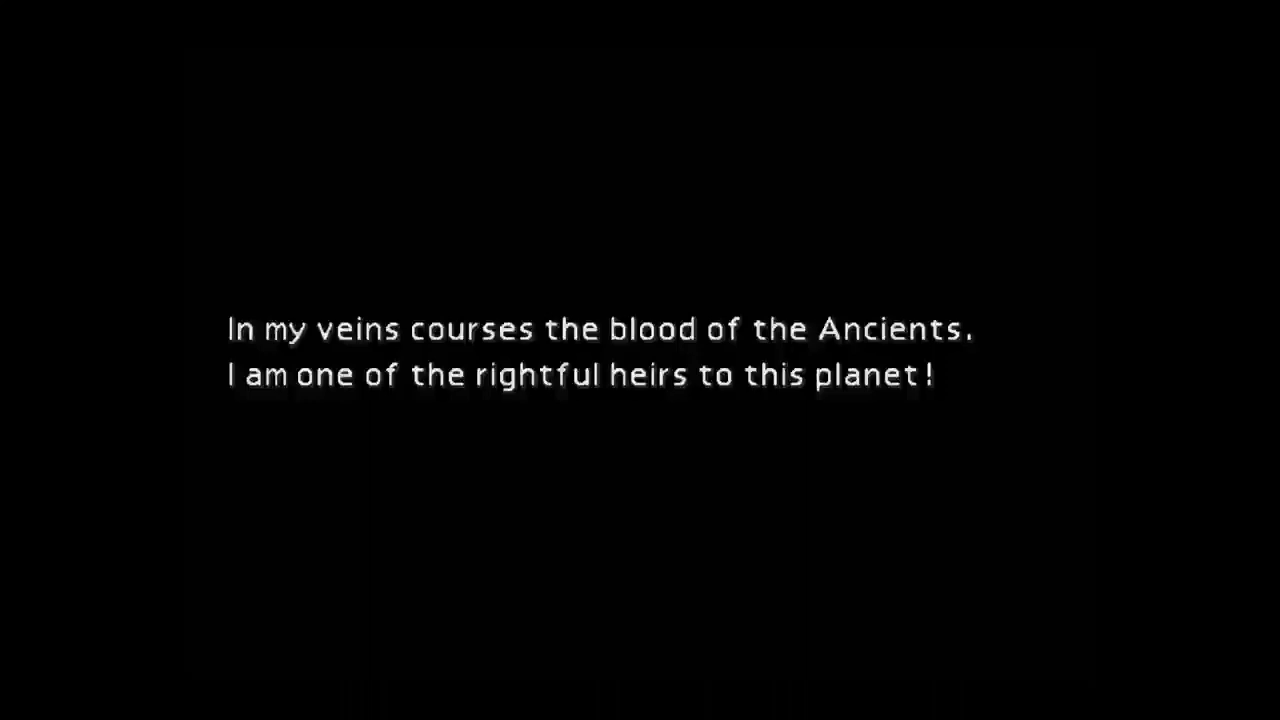 In my veins courses the blood of the Ancients.
I am one of the rightful heirs to this planet!